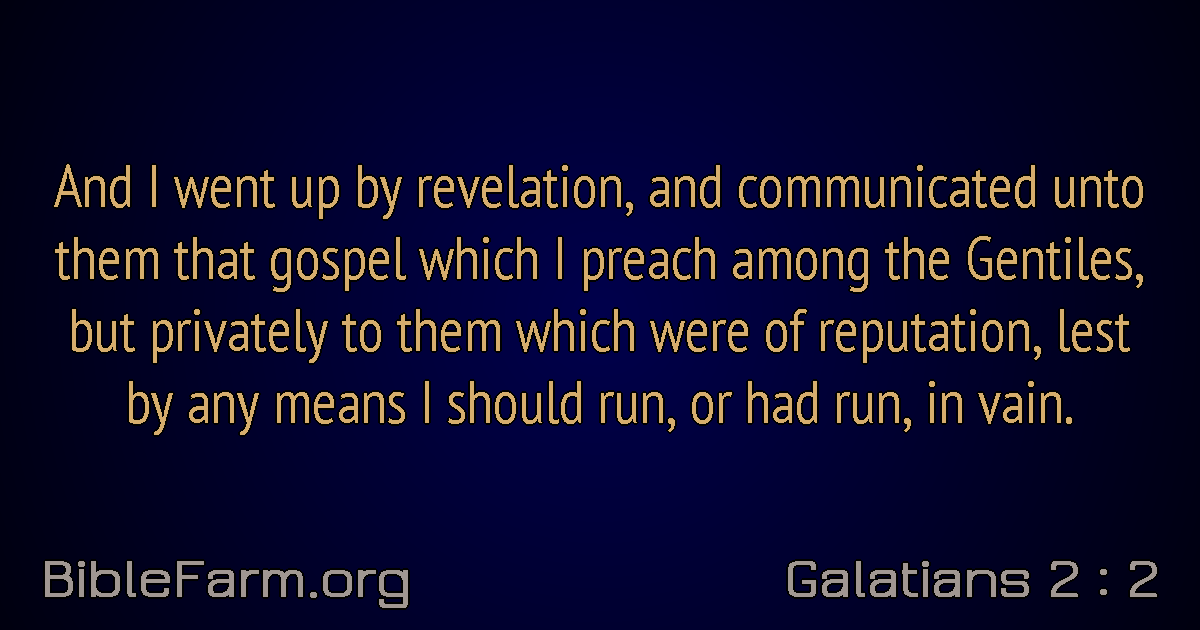 And I went up by revelation, and communicated unto
them that gospel which I preach among the Gentiles,
but privately to them which were of reputation, lest
by any means I should run, or had run, in vain.
BibleFarm.org
Galatians 2 : 2